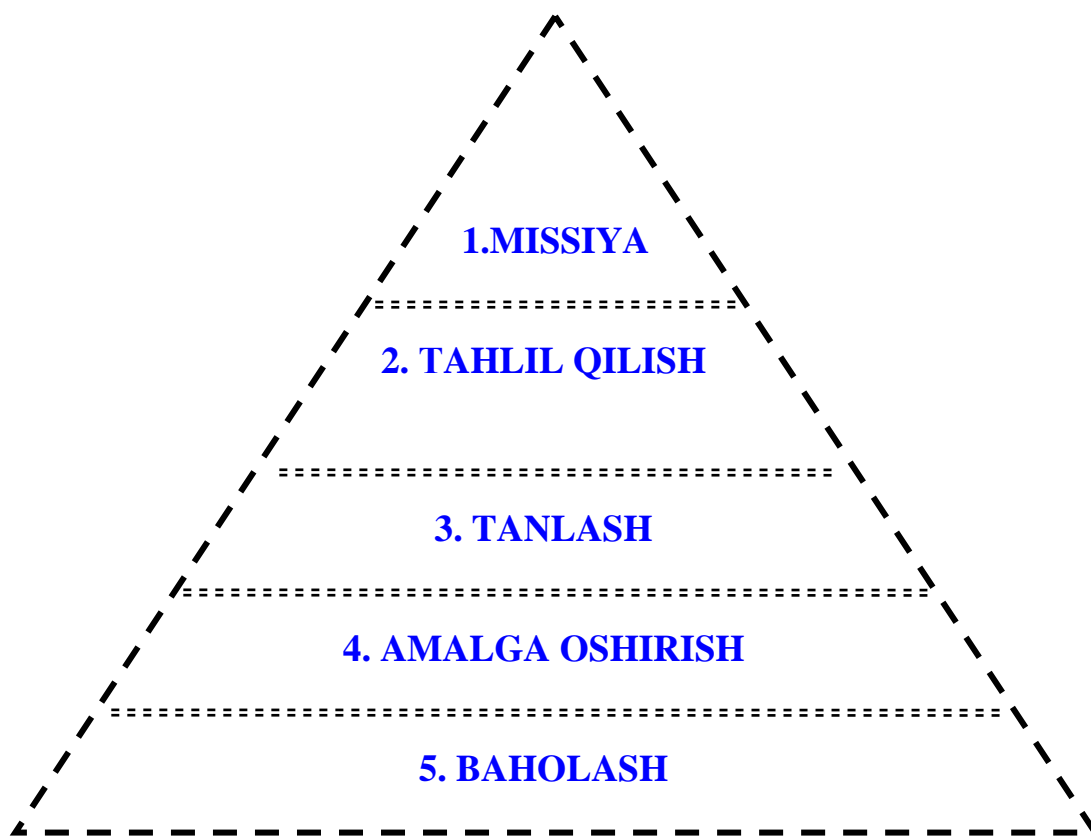 1.MISSIYA
2. TAHLIL QILISH
3. TANLASH
4. AMALGA OSHIRISH
5. BAHOLASH